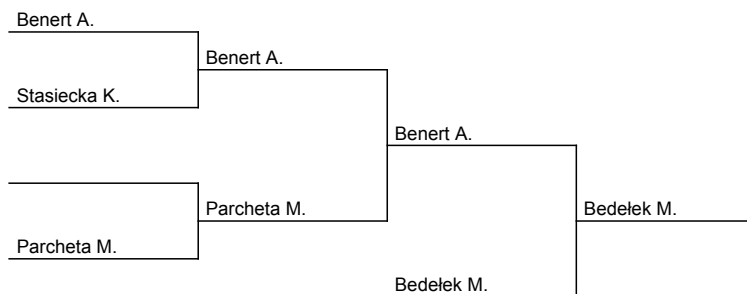 Benert A.
Benert A.
Stasiecka K.
Benert A.
Parcheta M.
Bedełek M.
Parcheta M.
Bedełek M.